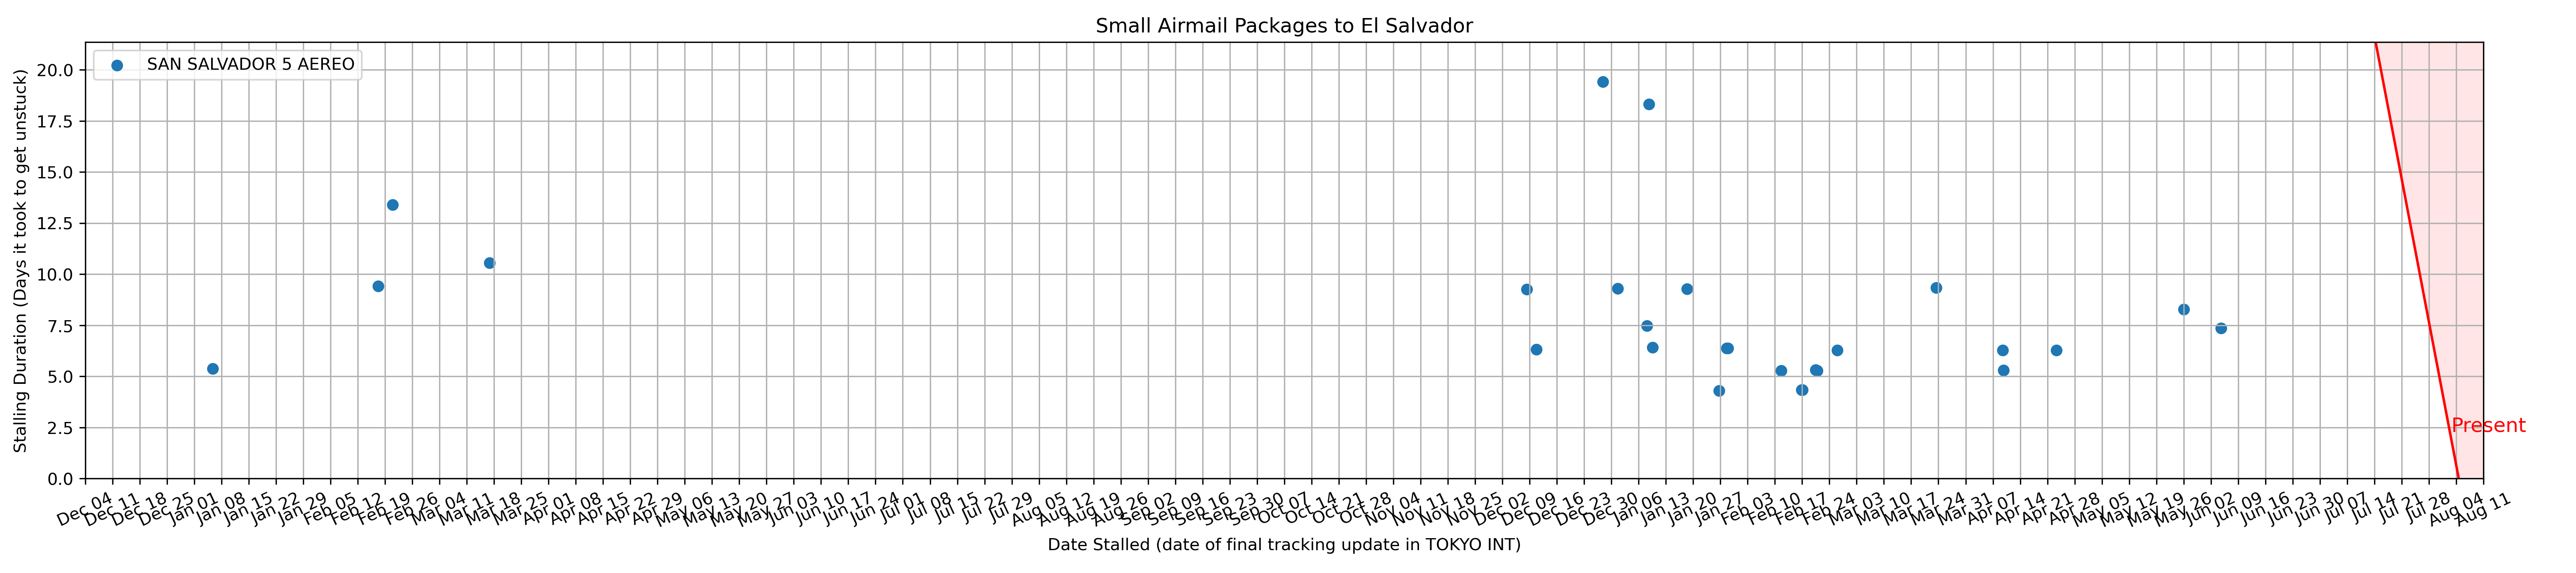 Small Airmail Packages to El Salvador
SAN SALVADOR 5 AEREO
Stalling Duration (Days it took to get unstuck)
20.0
17.5
15.0
12.5
10.0
7.5
5.0
2.5
0.0
Present
Dec 04
Dec 11
Dec 18
Dec 25
Jan 01
Jan 08
Jan 15
Jan 22
Jan 29
Feb 05
Feb 12
Feb 19
Feb 26
Mar 04
Mar 11
Mar 18
Mar 25
Apr 01
Apr 08
Apr 15
Apr 22
Apr 29
May 06
May 13
May 20
May 27
Jun 03
Jun 10
Jun 17
Jun 24
Jul 01
Jul 08
Jul 15
Jul 22
Jul 29
Aug 05
Aug 12
Aug 19
Aug 26
Sep 02
Sep 09
Sep 16
Sep 23
Sep 30
Oct 07
Oct 14
Oct 21
Oct 28
Nov 04
Nov 11
Nov 18
Nov 25
Dec 02
Dec 09
Dec 16
Dec 23
Dec 30
Jan 06
Jan 13
Jan 20
Jan 27
Feb 03
Feb 10
Feb 17
Feb 24
Mar 03
Mar 10
Mar 17
Mar 24
Mar 31
Apr 07
Apr 14
Apr 21
Apr 28
May 05
May 12
May 19
May 26
Jun 02
Jun 09
Jun 16
Jun 23
Jun 30
Jul 07
Jul 14
Jul 21
Jul 28
Aug 04
Aug 11
Date Stalled (date of final tracking update in TOKYO INT)